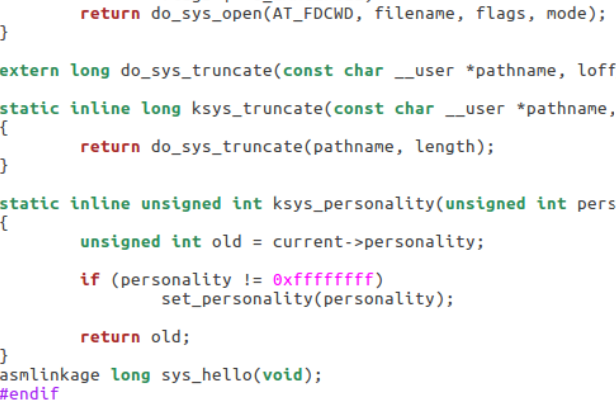 return do_sys_open(AT_FDCWD, filename, flags, mode);
}

extern long do_sys_truncate(const char __user *pathname, loff

static inline long ksys_truncate(const char __user *pathname,
{
        return do_sys_truncate(pathname, length);
}

static inline unsigned int ksys_personality(unsigned int pers
{
        unsigned int old = current->personality;

        if (personality != 0xffffffff)
                set_personality(personality);

        return old;
}
asmlinkage long sys_hello(void);
#endif